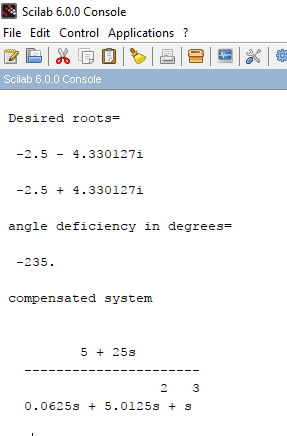 Scilab 6.0.0 Console
File Edit Control Applications ?
Scilab 6.0.0 Console
Desired roots=
-2.5 - 4.330127i
-2.5 + 4.330127i
angle deficiency in degrees=
-235.
compensated system
5 + 25s
----------------------
2 3
0.0625s + 5.0125s + s